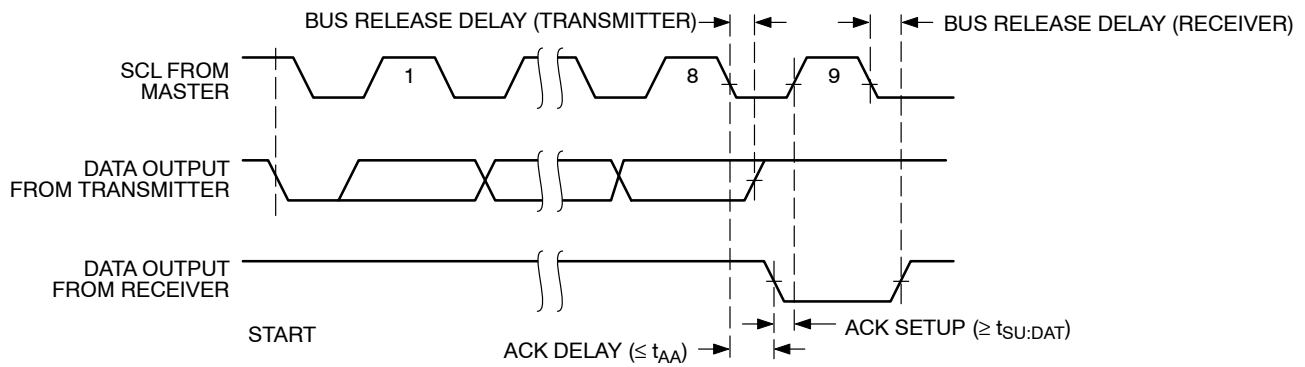 BUS RELEASE DELAY (TRANSMITTER)
BUS RELEASE DELAY (RECEIVER)
SCL FROM
MASTER
1
8
9
DATA OUTPUT
FROM TRANSMITTER
DATA OUTPUT
FROM RECEIVER
START
ACK SETUP (≥ tSU:DAT)
ACK DELAY (≤ tAA)